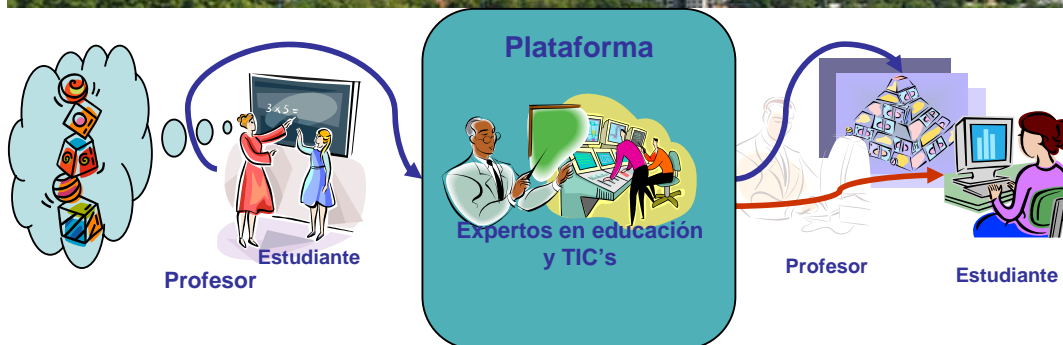 Plataforma
3 x 5 =
Expertos en educación
y TIC's
Estudiante
Profesor
Profesor
Estudiante